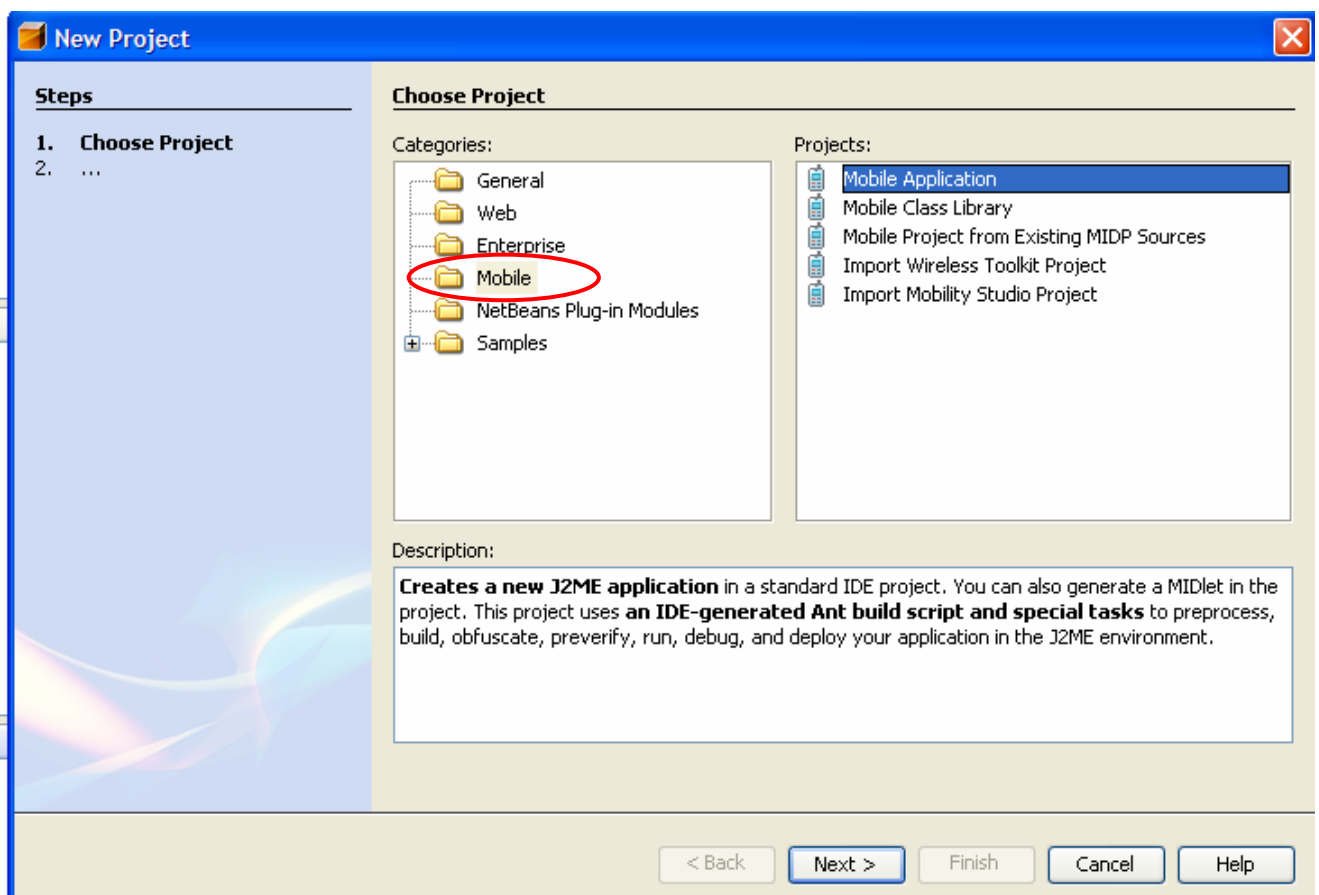 New Project
Steps
1. Choose Project
2. ...
Choose Project
Categories:
General
Web
Enterprise
Mobile
NetBeans Plug-in Modules
Samples
Projects:
Mobile Application
Mobile Class Library
Mobile Project from Existing MIDP Sources
Import Wireless Toolkit Project
Import Mobility Studio Project
Description:
Creates a new J2ME application in a standard IDE project. You can also generate a MIDlet in the
project. This project uses an IDE-generated Ant build script and special tasks to preprocess,
build, obfuscate, preverify, run, debug, and deploy your application in the J2ME environment.
< Back Next > Finish Cancel Help